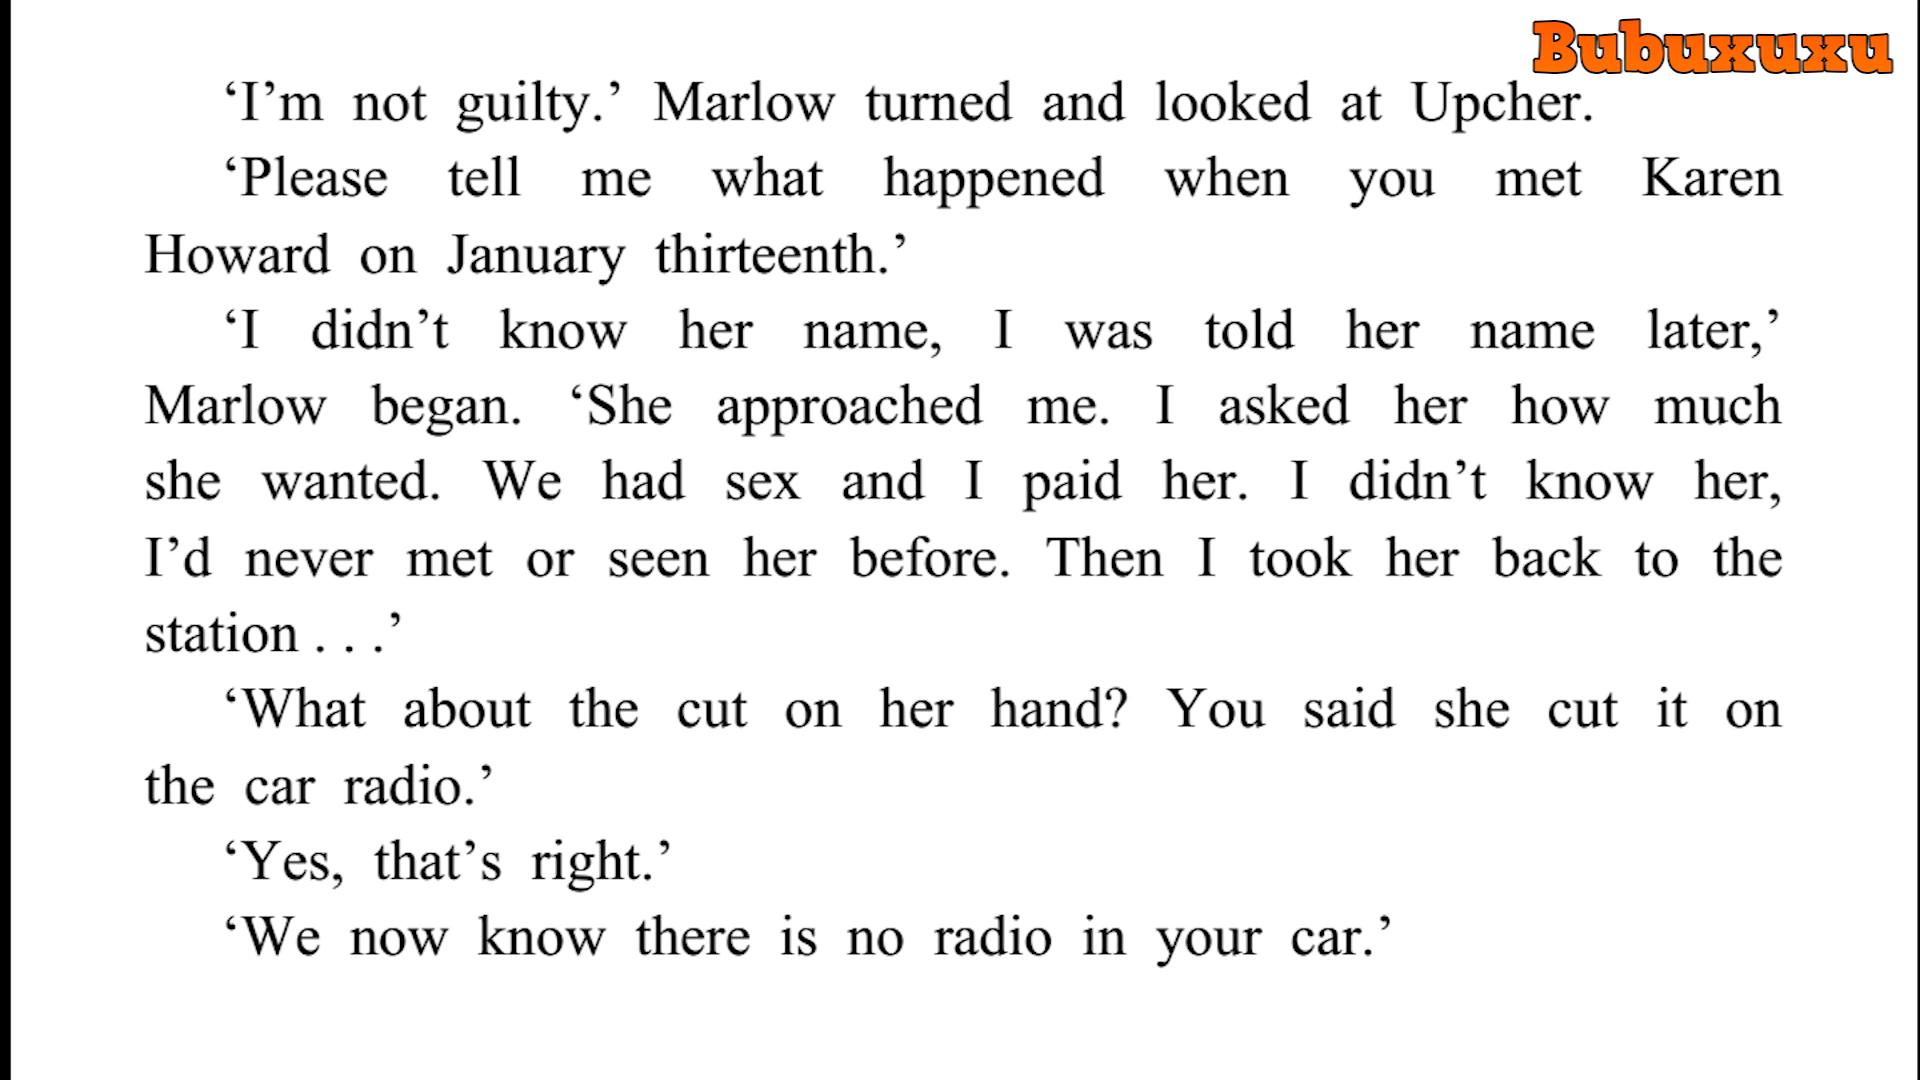 Bubuxuxu
‘I’m not guilty.’ Marlow turned and looked at Upcher.
‘Please tell me what happened when you met Karen
Howard on January thirteenth.’
‘I didn’t know her name, I was told her name later,’
Marlow began. ‘She approached me. I asked her how much
she wanted. We had sex and I paid her. I didn’t know her,
I’d never met or seen her before. Then I took her back to the
station . . .’
‘What about the cut on her hand? You said she cut it on
the car radio.’
‘Yes, that’s right.’
‘We now know there is no radio in your car.’